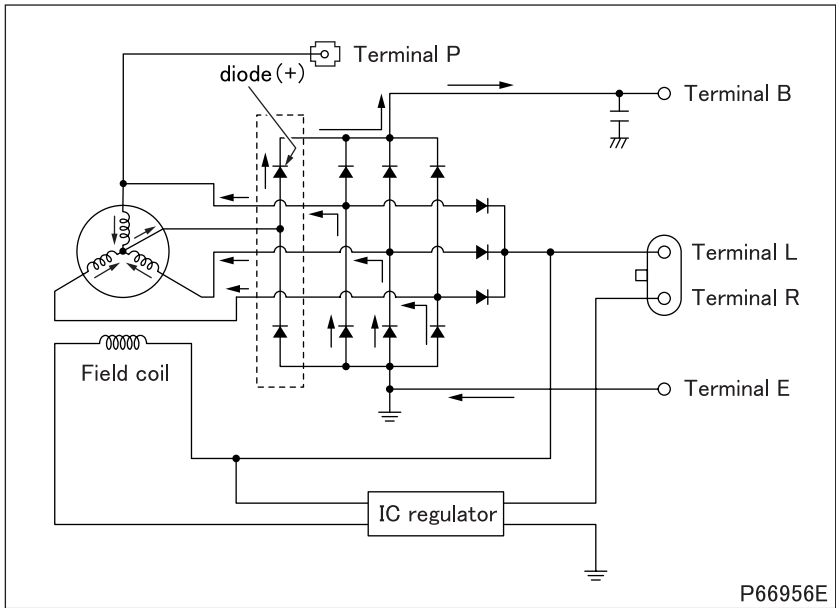 Terminal P
diode(+)
Terminal B
Terminal L
Terminal R
Field coil
Terminal E
IC regulator
P66956E